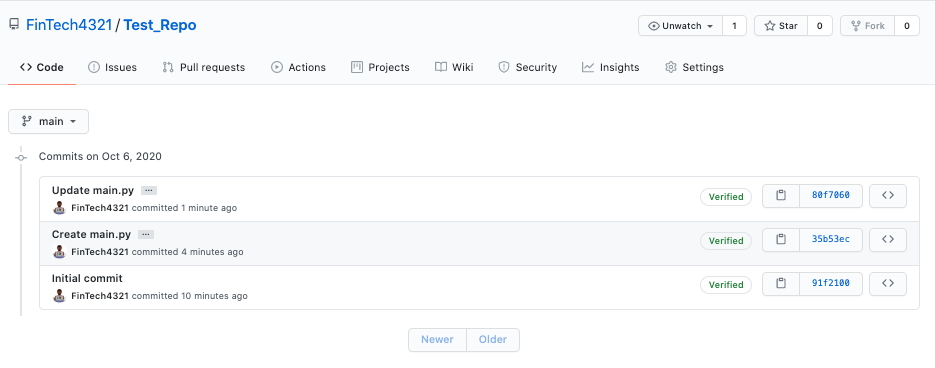 FinTech4321 / Test_Repo
Unwatch 1 Star 0 Fork 0
Code Issues Pull requests Actions Projects Wiki Security Insights Settings
main
Commits on Oct 6, 2020
Update main.py ...
FinTech4321 committed 1 minute ago
Verified 80f7060
Create main.py ...
FinTech4321 committed 4 minutes ago
Verified 35b53ec
Initial commit
FinTech4321 committed 10 minutes ago
Verified 91f2100
Newer Older